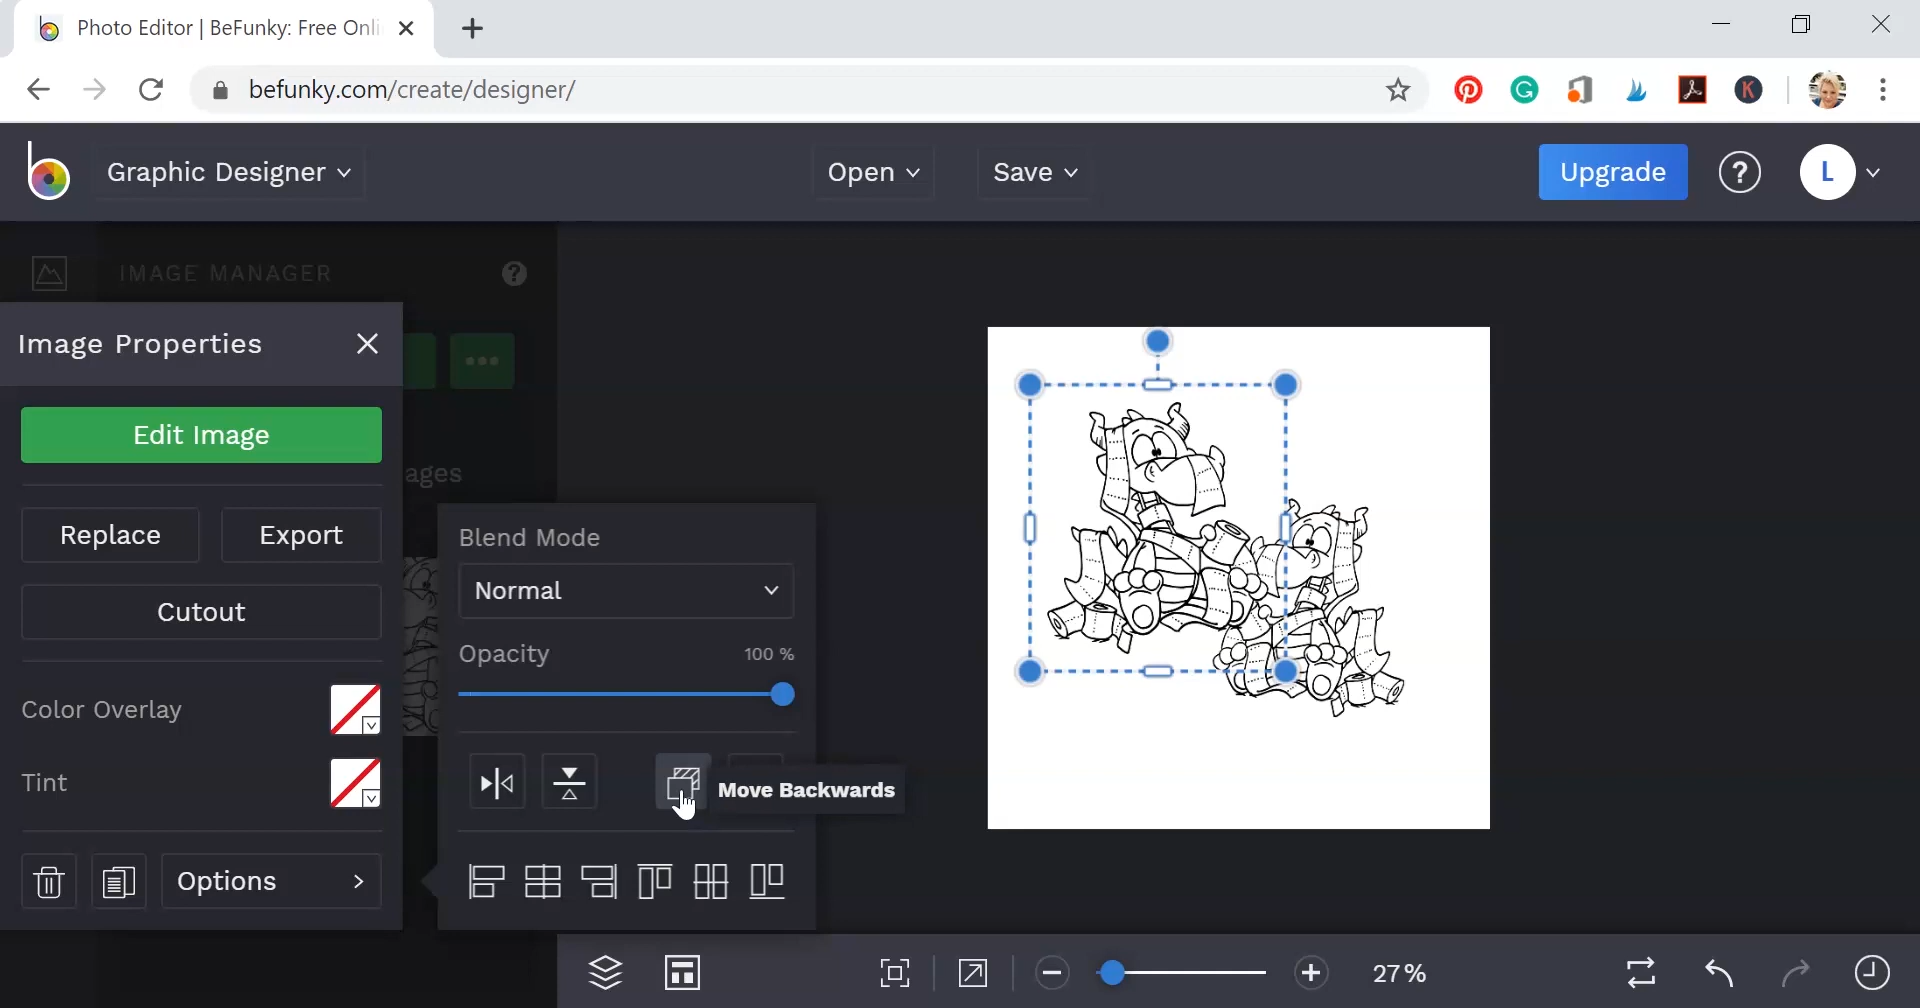 Photo Editor | BeFunky: Free Onli
befunky.com/create/designer/
Graphic Designer
Open
Save
Upgrade
?
L
IMAGE MANAGER
?
Image Properties
Edit Image
ages
Replace
Export
Cutout
Color Overlay
Tint
Options
Blend Mode
Normal
Opacity
100 %
Move Backwards
27%